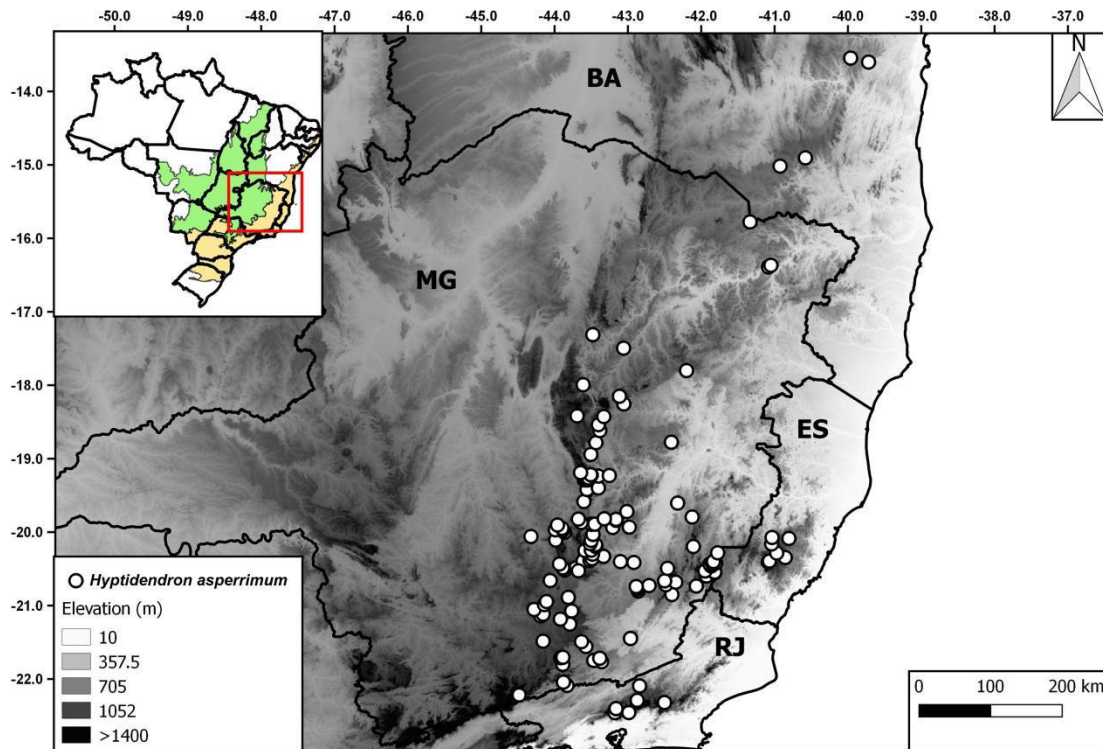 -50.0 -49.0 -48.0 -47.0 -46.0 -45.0 -44.0 -43.0 -42.0 -41.0 -40.0 -39.0 -38.0 -37.0
N
-14.0
-15.0
-16.0
-17.0
-18.0
-19.0
-20.0
-21.0
-22.0
BA
MG
ES
RJ
Hyptidendron asperrimum
Elevation (m)
10
357.5
705
1052
>1400
0 100 200 km